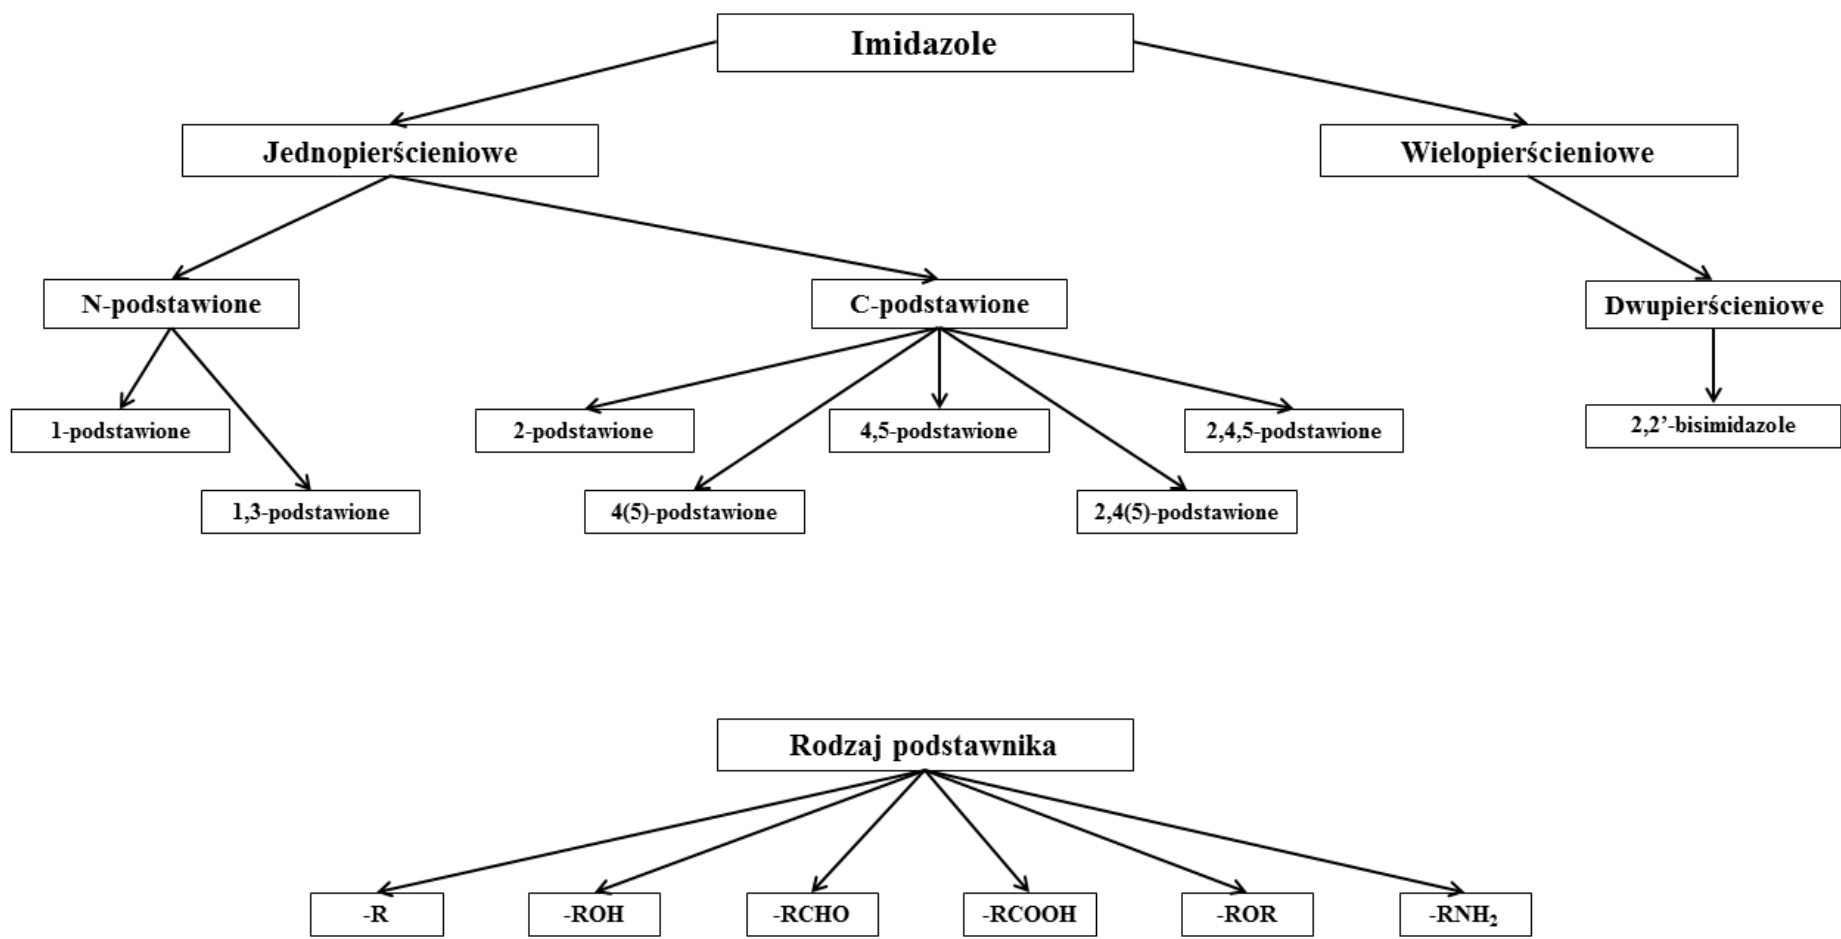 Imidazole
Jednopierścieniowe
Wielopierścieniowe
N-podstawione
C-podstawione
Dwupierścieniowe
1-podstawione
2-podstawione
4,5-podstawione
2,4,5-podstawione
2,2’-bisimidazole
1,3-podstawione
4(5)-podstawione
2,4(5)-podstawione
Rodzaj podstawnika
-R
-ROH
-RCHO
-RCOOH
-ROR
-RNH₂